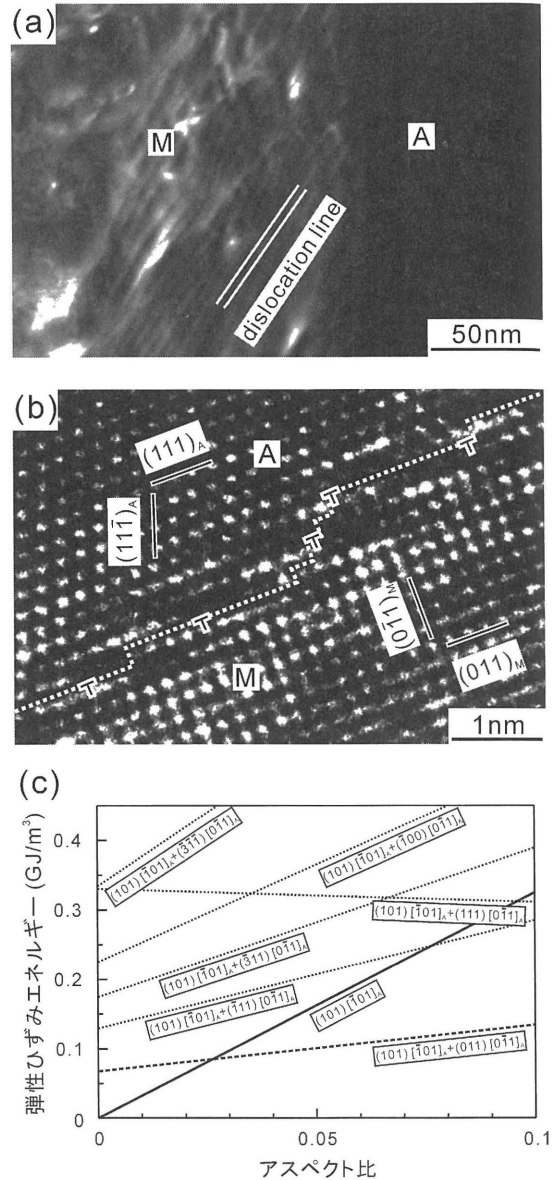 (a)
M
A
dislocation line
50nm
(b)
(111)A
A
(111̄)A
(01̄1)M
M
(011)M
1nm
(c)
弾性ひずみエネルギー (GJ/m³)
0.4
0.3
0.2
0.1
0
(101) [1̄01]A+(3̄1̄1̄) [01̄1]A
(101) [1̄01]A+(1̄00) [01̄1]A
(101) [1̄01]A+(111) [01̄1]A
(101) [1̄01]A+(3̄11) [01̄1]A
(101) [1̄01]A+(1̄11) [01̄1]A
(101) [1̄01]A
(101) [1̄01]A+(011) [01̄1]A
0
0.05
0.1
アスペクト比